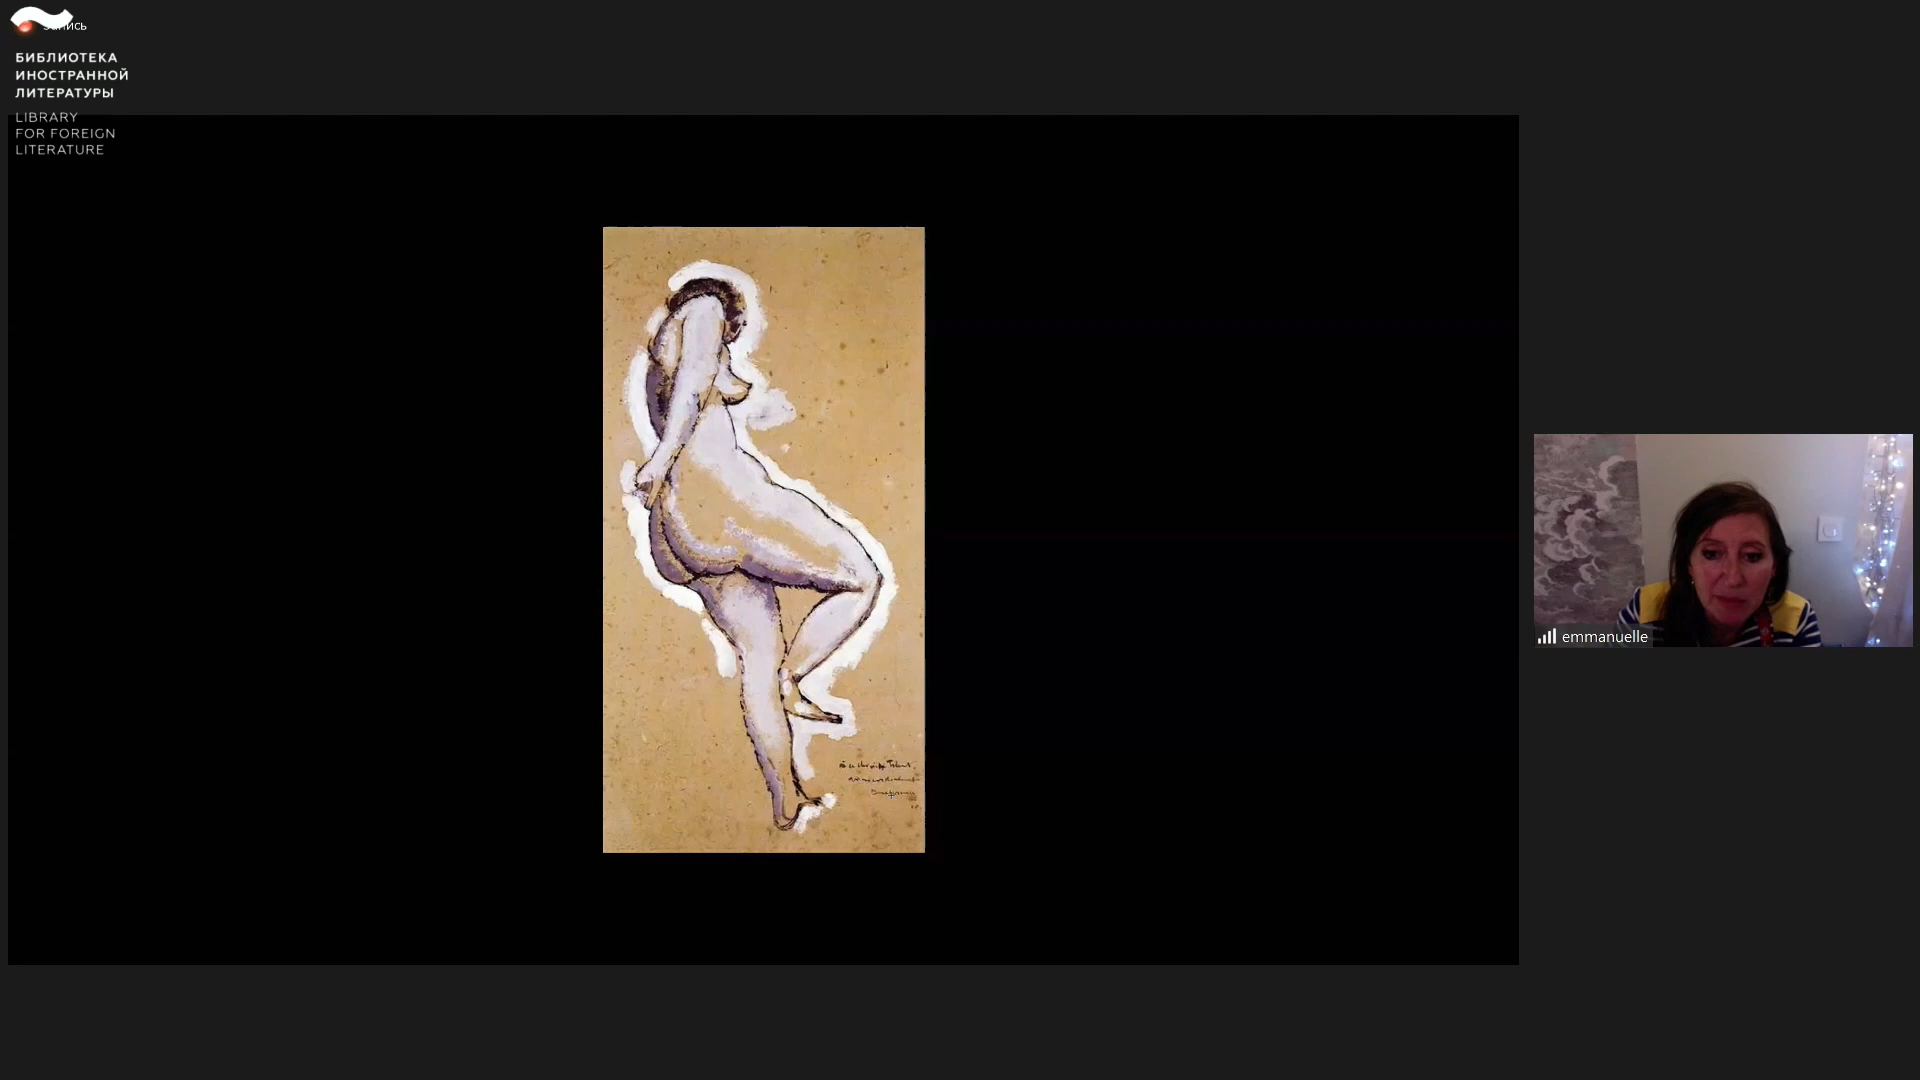 Запись
БИБЛИОТЕКА
ИНОСТРАННОЙ
ЛИТЕРАТУРЫ
LIBRARY
FOR FOREIGN
LITERATURE
emmanuelle